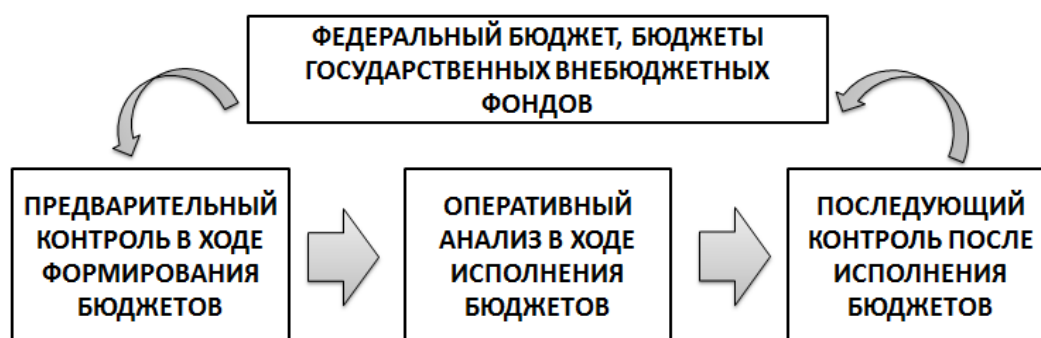 ФЕДЕРАЛЬНЫЙ БЮДЖЕТ, БЮДЖЕТЫ
ГОСУДАРСТВЕННЫХ ВНЕБЮДЖЕТНЫХ
ФОНДОВ
ПРЕДВАРИТЕЛЬНЫЙ
КОНТРОЛЬ В ХОДЕ
ФОРМИРОВАНИЯ
БЮДЖЕТОВ
ОПЕРАТИВНЫЙ
АНАЛИЗ В ХОДЕ
ИСПОЛНЕНИЯ
БЮДЖЕТОВ
ПОСЛЕДУЮЩИЙ
КОНТРОЛЬ ПОСЛЕ
ИСПОЛНЕНИЯ
БЮДЖЕТОВ